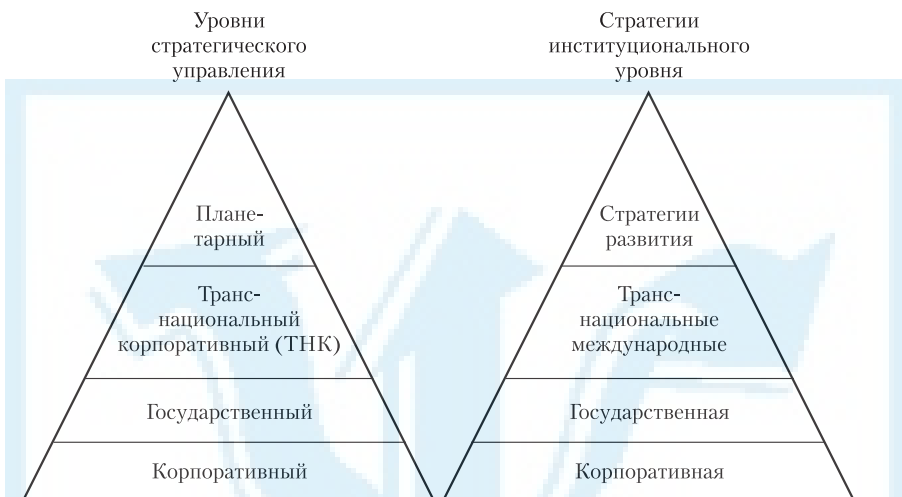 Уровни
стратегического
управления
Стратегии
институционального
уровня
Плане-
тарный
Транс-
национальный
корпоративный (ТНК)
Государственный
Корпоративный
Стратегии
развития
Транс-
национальные
международные
Государственная
Корпоративная